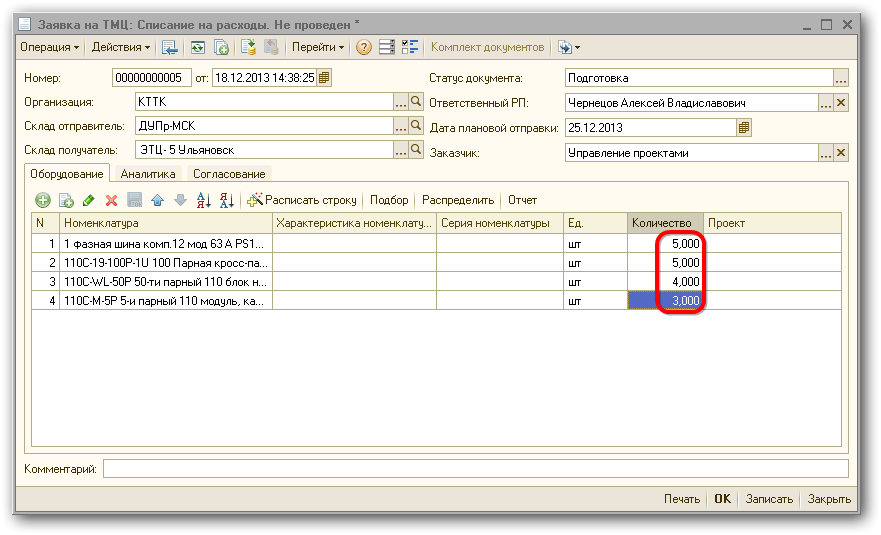 Заявка на ТМЦ: Списание на расходы. Не проведен *
Операция Действия Перейти Комплект документов
Номер: 00000000005 от: 18.12.2013 14:38:25 Статус документа: Подготовка ...
Организация: КТТК ... Ответственный РП: Чернецов Алексей Владиславович ... ×
Склад отправитель: ДУПр-МСК ... Дата плановой отправки: 25.12.2013
Склад получатель: ЭТЦ- 5 Ульяновск ... Заказчик: Управление проектами ... ×
Оборудование Аналитика Согласование
Расписать строку Подбор Распределить Отчет
N Номенклатура Характеристика номенклату... Серия номенклатуры Ед. Количество Проект
1 1 фазная шина комп.12 мод 63 А PS1... шт 5,000
2 110C-19-100P-1U 100 Парная кросс-па... шт 5,000
3 110C-WL-50P 50-ти парный 110 блок н... шт 4,000
4 110C-M-5P 5-и парный 110 модуль, ка... шт 3,000
Комментарий:
Печать OK Записать Закрыть